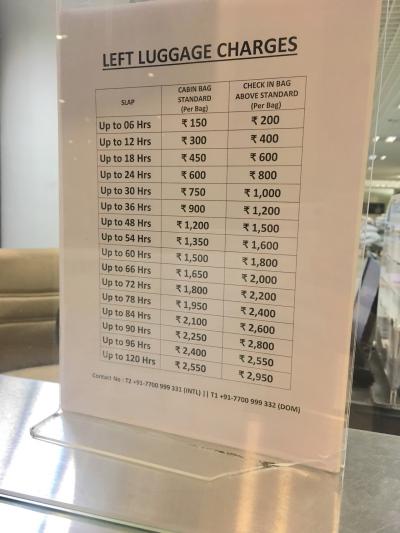 LEFT LUGGAGE CHARGES
SLAP CABIN BAG STANDARD (Per Bag) CHECK IN BAG ABOVE STANDARD (Per Bag)
Up to 06 Hrs ₹ 150 ₹ 200
Up to 12 Hrs ₹ 300 ₹ 400
Up to 18 Hrs ₹ 450 ₹ 600
Up to 24 Hrs ₹ 600 ₹ 800
Up to 30 Hrs ₹ 750 ₹ 1,000
Up to 36 Hrs ₹ 900 ₹ 1,200
Up to 48 Hrs ₹ 1,200 ₹ 1,500
Up to 54 Hrs ₹ 1,350 ₹ 1,600
Up to 60 Hrs ₹ 1,500 ₹ 1,800
Up to 66 Hrs ₹ 1,650 ₹ 2,000
Up to 72 Hrs ₹ 1,800 ₹ 2,200
Up to 78 Hrs ₹ 1,950 ₹ 2,400
Up to 84 Hrs ₹ 2,100 ₹ 2,600
Up to 90 Hrs ₹ 2,250 ₹ 2,800
Up to 96 Hrs ₹ 2,400 ₹ 2,550
Up to 120 Hrs ₹ 2,550 ₹ 2,950
Contact No : T2 +91-7700 999 331 (INTL) || T1 +91-7700 999 332 (DOM)